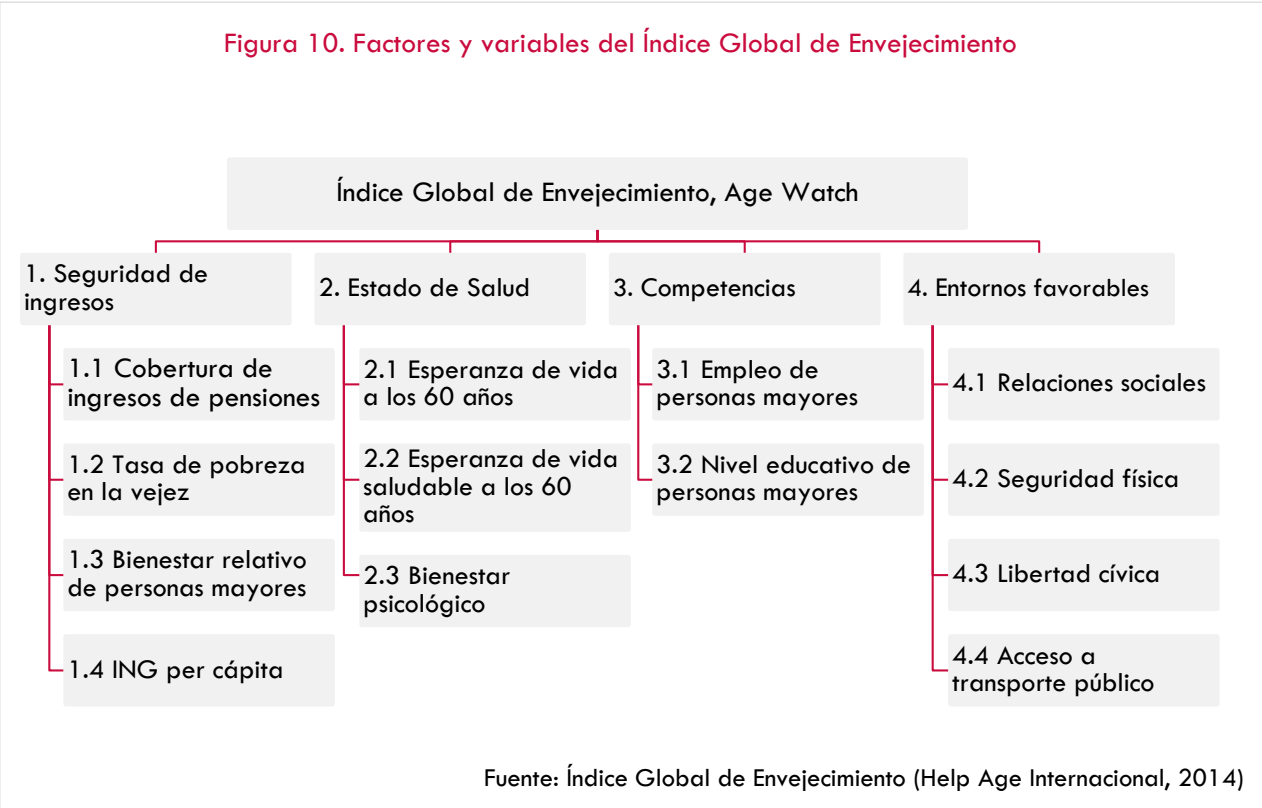 Figura 10. Factores y variables del Índice Global de Envejecimiento
Índice Global de Envejecimiento, Age Watch
1. Seguridad de
ingresos
1.1 Cobertura de
ingresos de pensiones
1.2 Tasa de pobreza
en la vejez
1.3 Bienestar relativo
de personas mayores
1.4 ING per cápita
2. Estado de Salud
2.1 Esperanza de vida
a los 60 años
2.2 Esperanza de vida
saludable a los 60
años
2.3 Bienestar
psicológico
3. Competencias
3.1 Empleo de
personas mayores
3.2 Nivel educativo de
personas mayores
4. Entornos favorables
4.1 Relaciones sociales
4.2 Seguridad física
4.3 Libertad cívica
4.4 Acceso a
transporte público
Fuente: Índice Global de Envejecimiento (Help Age Internacional, 2014)